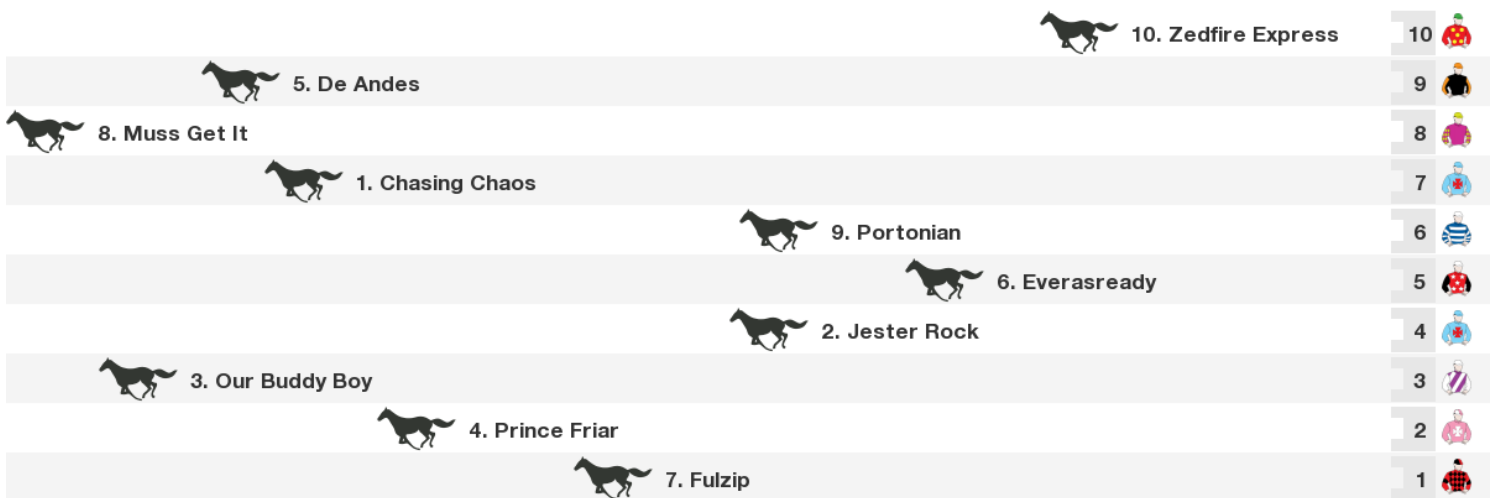 10. Zedfire Express 10
5. De Andes 9
8. Muss Get It 8
1. Chasing Chaos 7
9. Portonian 6
6. Everasready 5
2. Jester Rock 4
3. Our Buddy Boy 3
4. Prince Friar 2
7. Fulzip 1